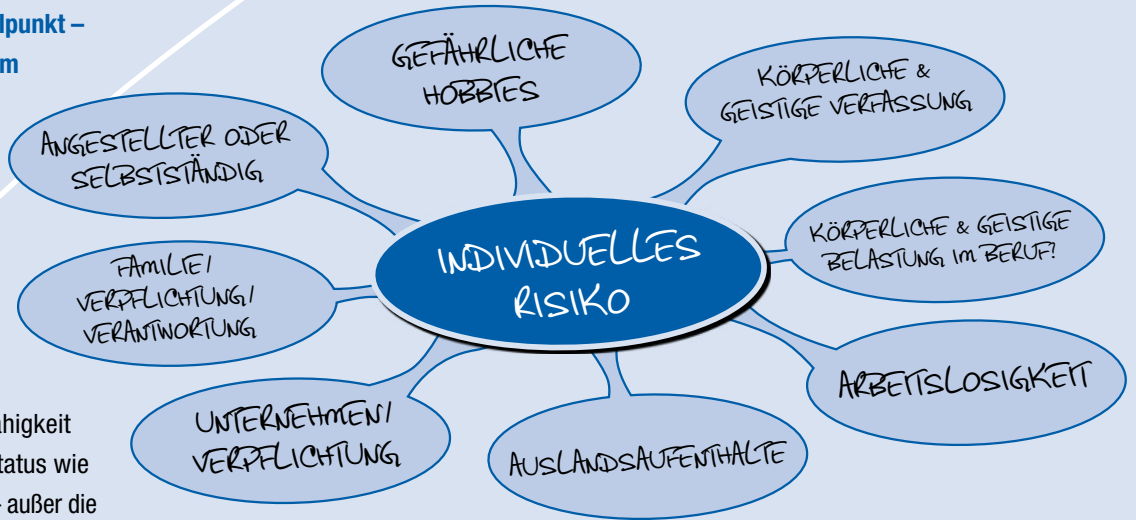 lpunkt –
m
GEFÄHRLICHE
HOBBIES
KÖRPERLICHE &
GEISTIGE VERFASSUNG
ANGESTELLTER ODER
SELBSTSTÄNDIG
KÖRPERLICHE & GEISTIGE
BELASTUNG IM BERUF?
INDIVIDUELLES
RISIKO
FAMILIE/
VERPFLICHTUNG/
VERANTWORTUNG
ARBEITSLOSIGKEIT
UNTERNEHMEN/
VERPFLICHTUNG
AUSLANDSAUFENTHALTE
ähigkeit
tatus wie
– außer die